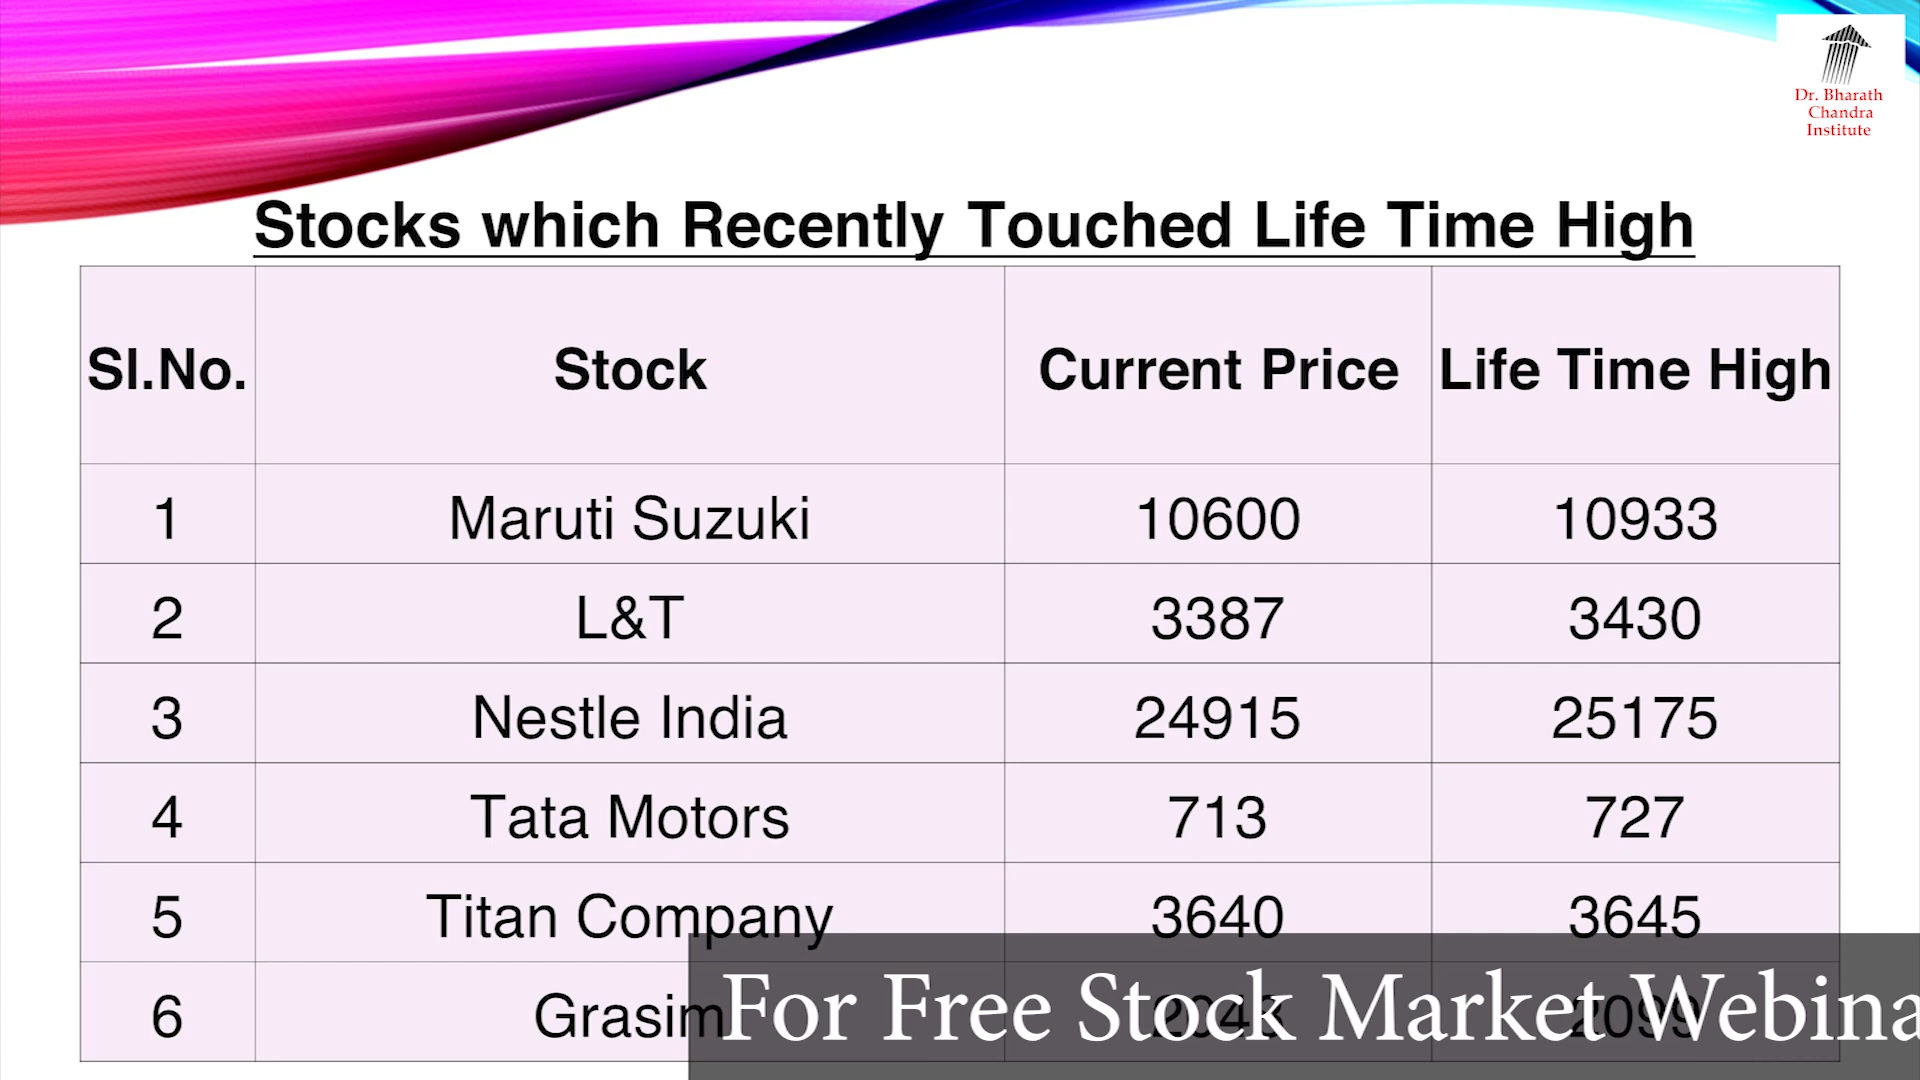 Dr. Bharath
Chandra
Institute
Stocks which Recently Touched Life Time High
Sl.No. Stock Current Price Life Time High
1 Maruti Suzuki 10600 10933
2 L&T 3387 3430
3 Nestle India 24915 25175
4 Tata Motors 713 727
5 Titan Company 3640 3645
6 Grasim 2099
For Free Stock Market Webina